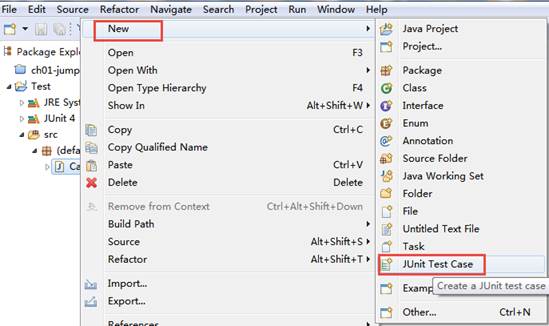 File Edit Source Refactor Navigate Search Project Run Window Help
Package Explo
ch01-jump
Test
JRE Sys
JUnit 4
src
(defa
Ca
New
Open F3
Open With
Open Type Hierarchy F4
Show In Alt+Shift+W
Copy Ctrl+C
Copy Qualified Name
Paste Ctrl+V
Delete Delete
Remove from Context Ctrl+Alt+Shift+Down
Build Path
Source Alt+Shift+S
Refactor Alt+Shift+T
Import...
Export...
References
Java Project
Project...
Package
Class
Interface
Enum
Annotation
Source Folder
Java Working Set
Folder
File
Untitled Text File
Task
JUnit Test Case
Create a JUnit test case
Examp
Other... Ctrl+N